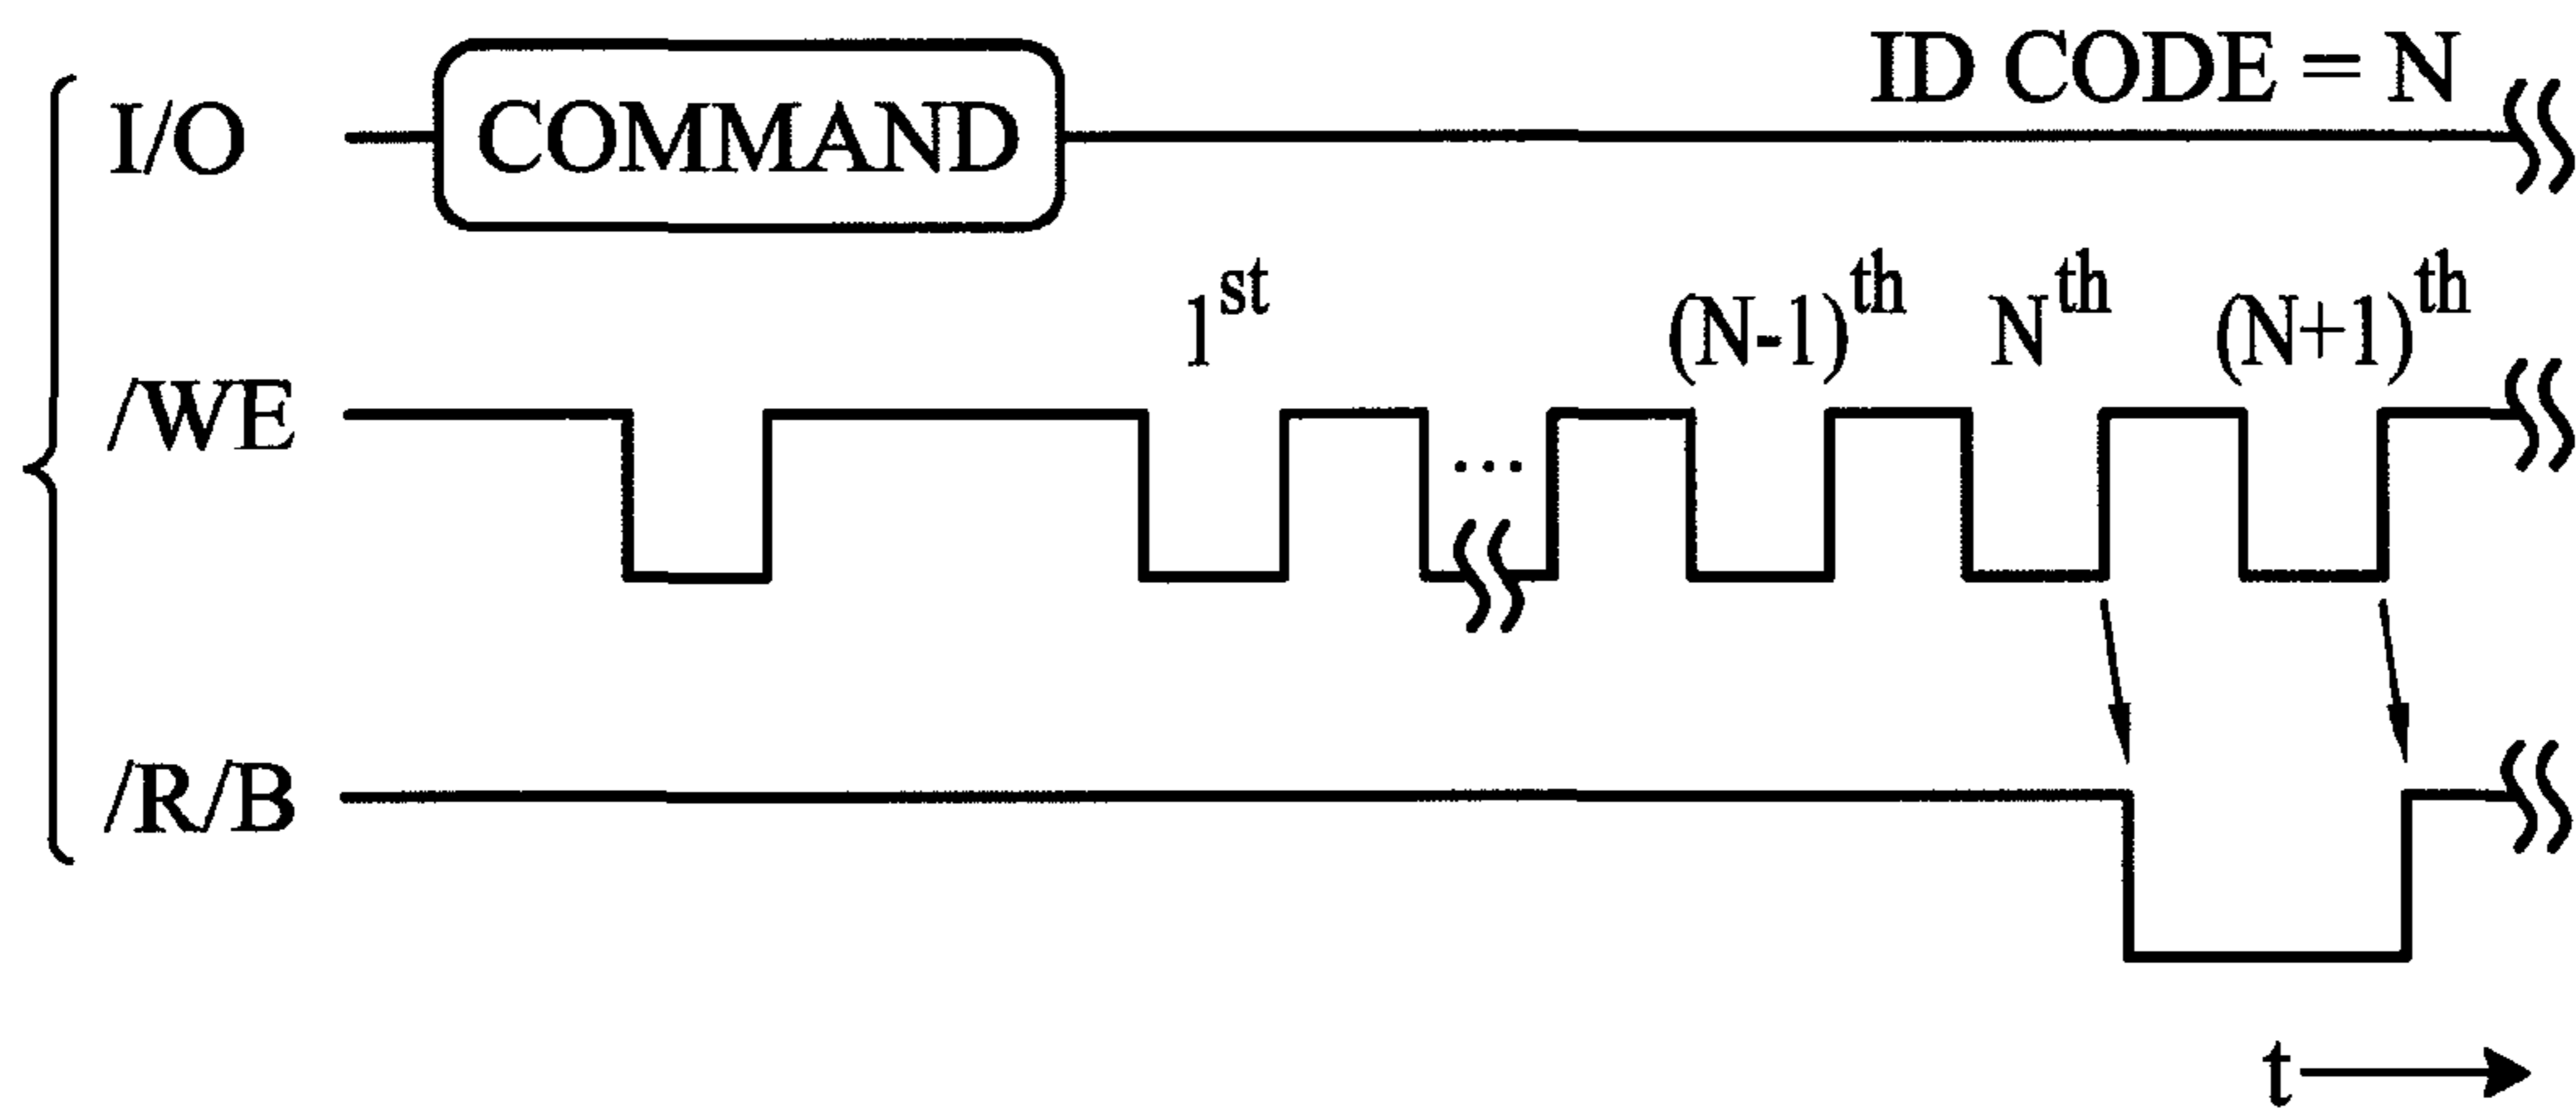 ID CODE = N
I/O COMMAND
1st (N-1)th Nth (N+1)th
/WE
...
/R/B
t